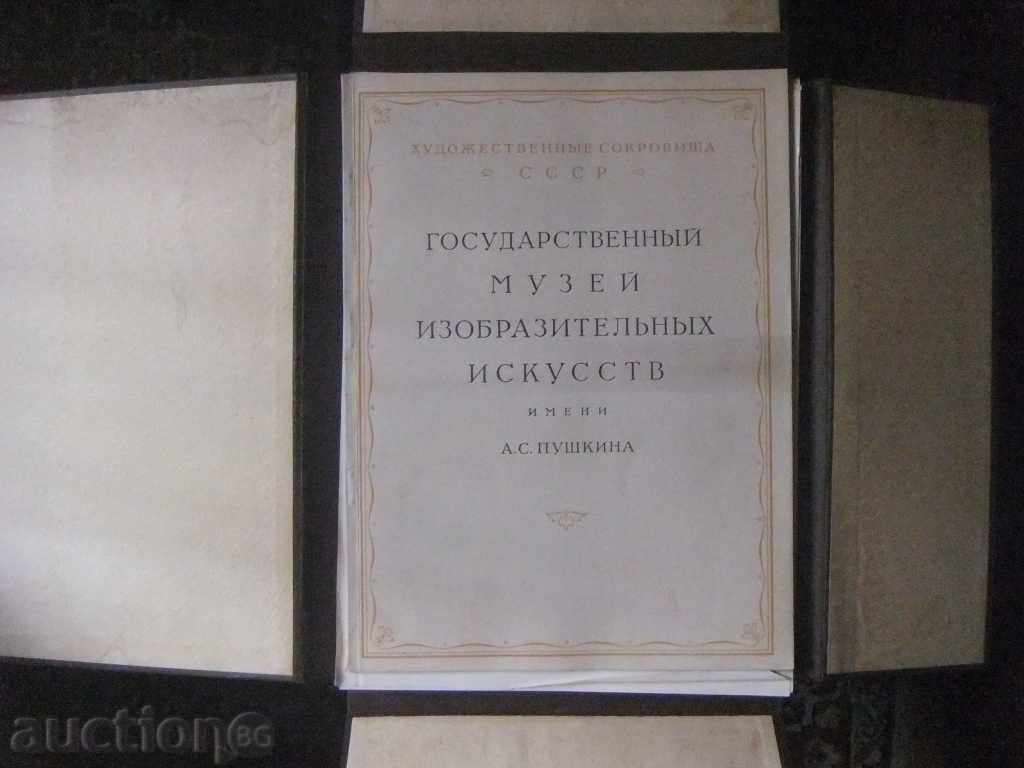 ХУДОЖЕСТВЕННЫЕ СОКРОВИЩА
СССР
ГОСУДАРСТВЕННЫЙ
МУЗЕЙ
ИЗОБРАЗИТЕЛЬНЫХ
ИСКУССТВ
ИМЕНИ
А.С. ПУШКИНА
auction BG